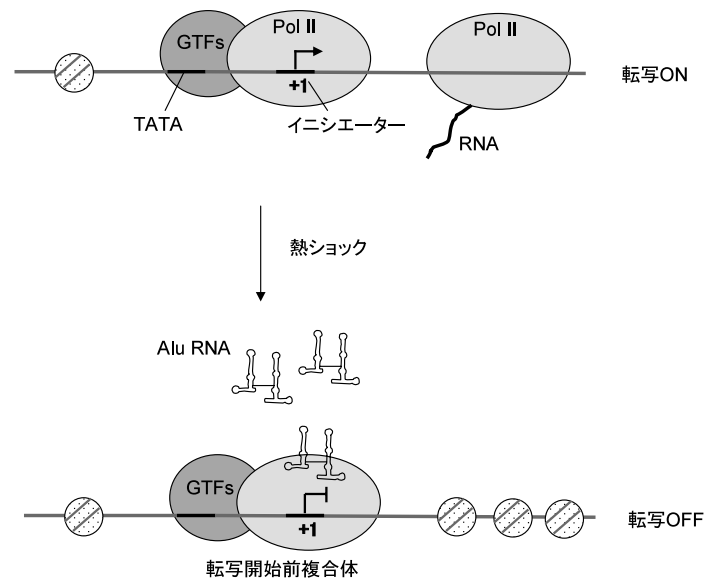 GTFs
Pol II
Pol II
転写ON
+1
TATA
イニシエーター
RNA
熱ショック
Alu RNA
GTFs
+1
転写OFF
転写開始前複合体